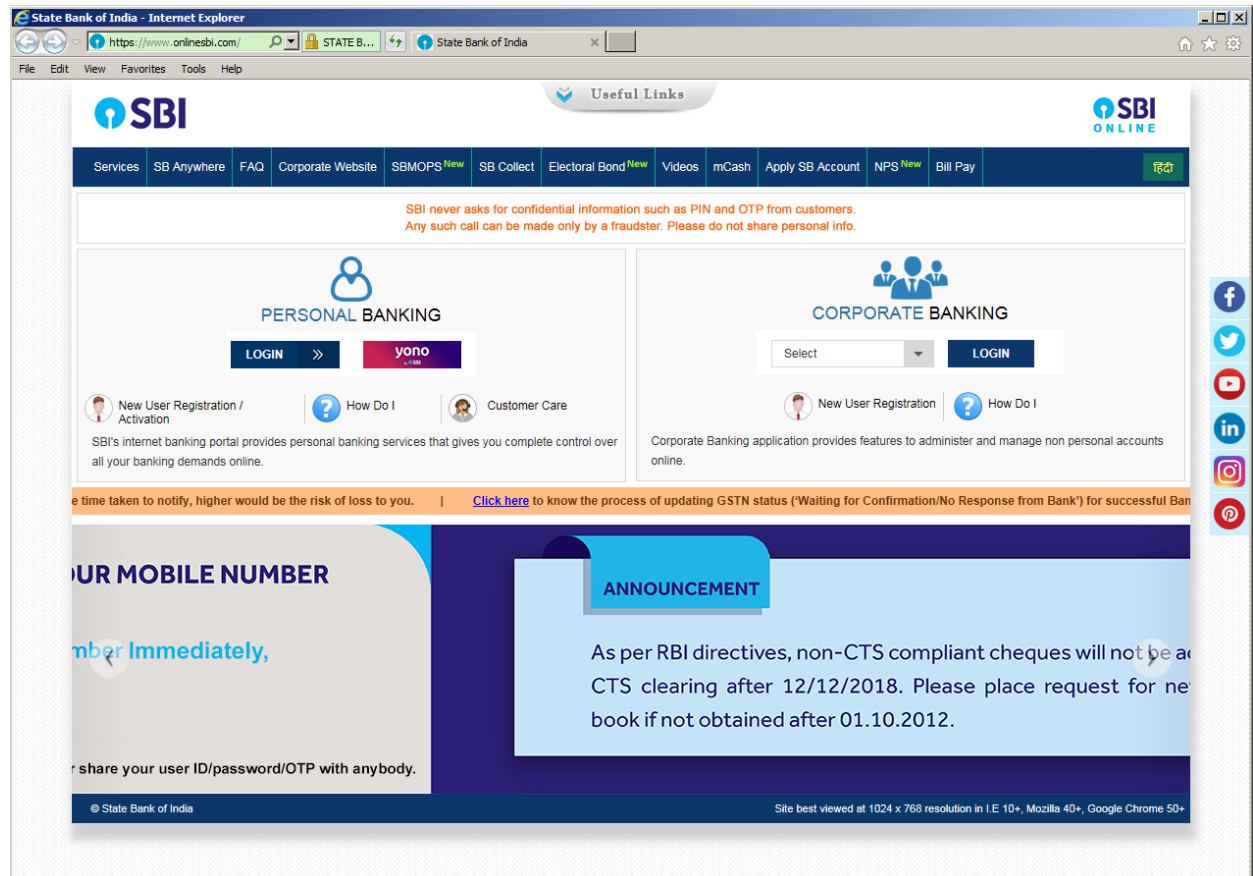 State Bank of India - Internet Explorer
https://www.onlinesbi.com/ STATE B... State Bank of India
File Edit View Favorites Tools Help
Useful Links
SBI
SBI
ONLINE
Services SB Anywhere FAQ Corporate Website SBMOPS New SB Collect Electoral Bond New Videos mCash Apply SB Account NPS New Bill Pay हिंदी
SBI never asks for confidential information such as PIN and OTP from customers.
Any such call can be made only by a fraudster. Please do not share personal info.
PERSONAL BANKING
LOGIN » yono
SBI
New User Registration /
Activation
How Do I
Customer Care
SBI's internet banking portal provides personal banking services that gives you complete control over
all your banking demands online.
CORPORATE BANKING
Select LOGIN
New User Registration
How Do I
Corporate Banking application provides features to administer and manage non personal accounts
online.
e time taken to notify, higher would be the risk of loss to you. | Click here to know the process of updating GSTN status (‘Waiting for Confirmation/No Response from Bank’) for successful Ban
UR MOBILE NUMBER
mber Immediately,
share your user ID/password/OTP with anybody.
ANNOUNCEMENT
As per RBI directives, non-CTS compliant cheques will not be a
CTS clearing after 12/12/2018. Please place request for ne
book if not obtained after 01.10.2012.
© State Bank of India
Site best viewed at 1024 x 768 resolution in I.E 10+, Mozilla 40+, Google Chrome 50+